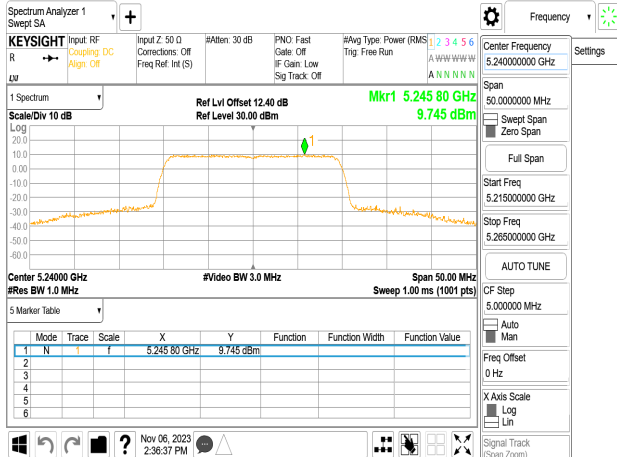 Spectrum Analyzer 1
Swept SA
Frequency
KEYSIGHT
R
Input: RF
Coupling: DC
Align: Off
Input Z: 50 Ω
Corrections: Off
Freq Ref: Int (S)
#Atten: 30 dB
PNO: Fast
Gate: Off
IF Gain: Low
Sig Track: Off
#Avg Type: Power (RMS
Trig: Free Run
1 2 3 4 5 6
A W W W W W
A N N N N N
LXI
Center Frequency
5.240000000 GHz
Settings
Span
50.0000000 MHz
Swept Span
Zero Span
Full Span
Start Freq
5.215000000 GHz
Stop Freq
5.265000000 GHz
AUTO TUNE
CF Step
5.000000 MHz
Auto
Man
Freq Offset
0 Hz
X Axis Scale
Log
Lin
Signal Track
(Span Zoom)
1 Spectrum
Scale/Div 10 dB
Log
Ref Lvl Offset 12.40 dB
Ref Level 30.00 dBm
Mkr1 5.245 80 GHz
9.745 dBm
20.0
10.0
0.00
-10.0
-20.0
-30.0
-40.0
-50.0
-60.0
1
Center 5.24000 GHz
#Res BW 1.0 MHz
#Video BW 3.0 MHz
Span 50.00 MHz
Sweep 1.00 ms (1001 pts)
5 Marker Table
Mode Trace Scale X Y Function Function Width Function Value
1 N 1 f 5.245 80 GHz 9.745 dBm
2
3
4
5
6
?
Nov 06, 2023
2:36:37 PM